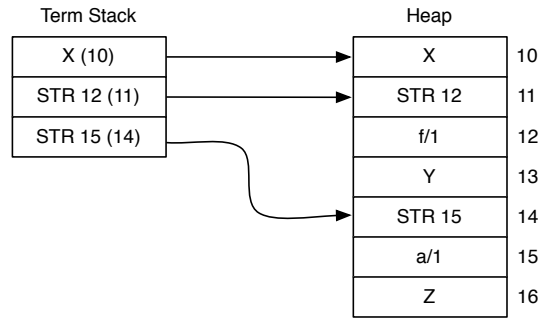 Term Stack Heap
X (10) X 10
STR 12 (11) STR 12 11
STR 15 (14) f/1 12
Y 13
STR 15 14
a/1 15
Z 16